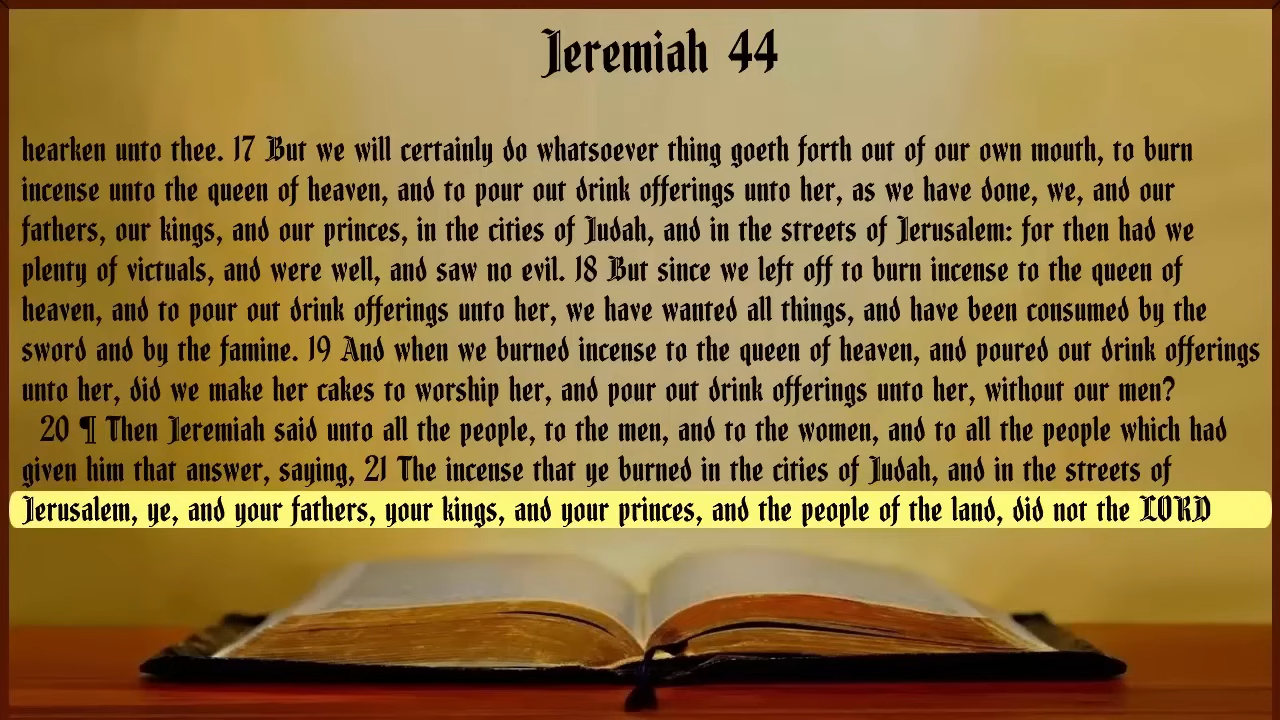 Jeremiah 44
hearken unto thee. 17 But we will certainly do whatsoever thing goeth forth out of our own mouth, to burn
incense unto the queen of heaven, and to pour out drink offerings unto her, as we have done, we, and our
fathers, our kings, and our princes, in the cities of Judah, and in the streets of Jerusalem: for then had we
plenty of victuals, and were well, and saw no evil. 18 But since we left off to burn incense to the queen of
heaven, and to pour out drink offerings unto her, we have wanted all things, and have been consumed by the
sword and by the famine. 19 And when we burned incense to the queen of heaven, and poured out drink offerings
unto her, did we make her cakes to worship her, and pour out drink offerings unto her, without our men?
20 ¶ Then Jeremiah said unto all the people, to the men, and to the women, and to all the people which had
given him that answer, saying, 21 The incense that ye burned in the cities of Judah, and in the streets of
Jerusalem, ye, and your fathers, your kings, and your princes, and the people of the land, did not the LORD